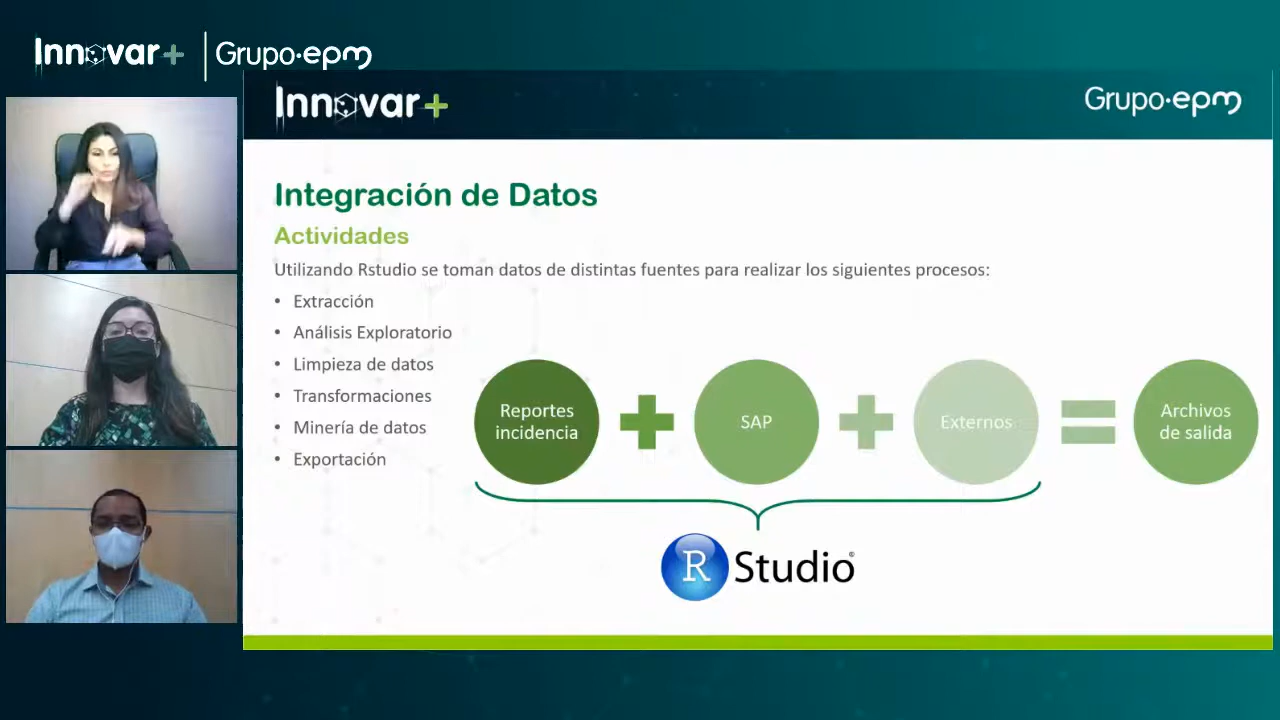 Innovar+ Grupo·epm
Innovar+ Grupo·epm
Integración de Datos
Actividades
Utilizando Rstudio se toman datos de distintas fuentes para realizar los siguientes procesos:
• Extracción
• Análisis Exploratorio
• Limpieza de datos
• Transformaciones
• Minería de datos
• Exportación
Reportes
incidencia
SAP
Externos
Archivos
de salida
R Studio®